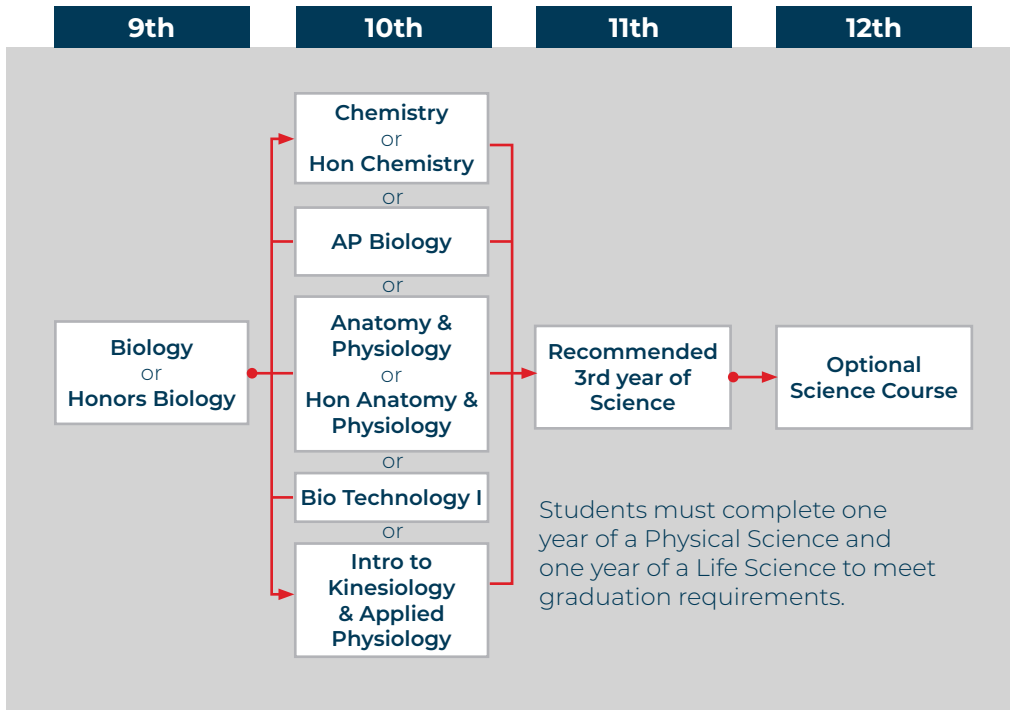 9th
10th
11th
12th
Biology
or
Honors Biology
Chemistry
or
Hon Chemistry
or
AP Biology
or
Anatomy &
Physiology
or
Hon Anatomy &
Physiology
or
Bio Technology I
or
Intro to
Kinesiology
& Applied
Physiology
Recommended
3rd year of
Science
Optional
Science Course
Students must complete one
year of a Physical Science and
one year of a Life Science to meet
graduation requirements.